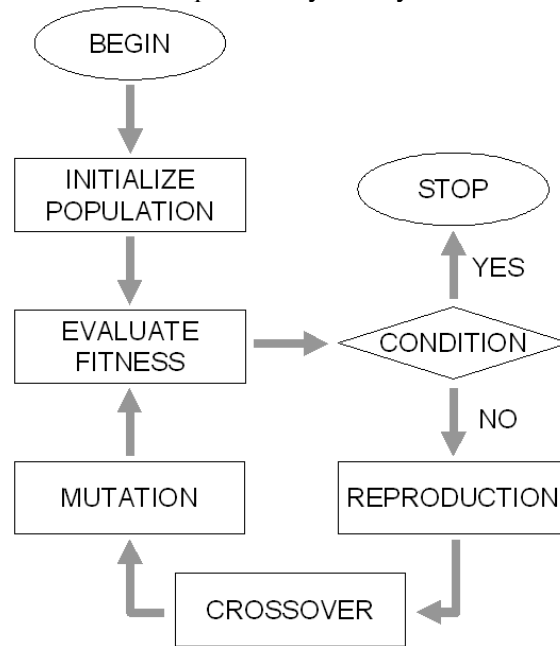 BEGIN
INITIALIZE
POPULATION
EVALUATE
FITNESS
CONDITION
YES
STOP
NO
REPRODUCTION
CROSSOVER
MUTATION